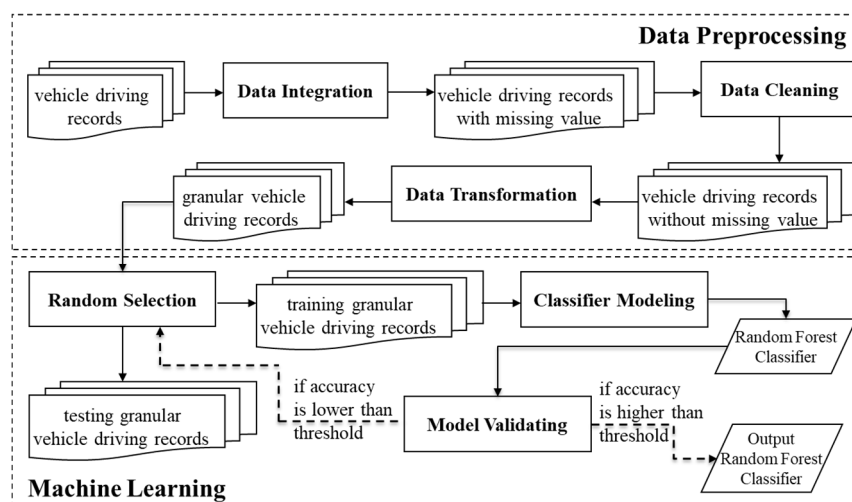 Data Preprocessing
vehicle driving
records
Data Integration
vehicle driving records
with missing value
Data Cleaning
granular vehicle
driving records
Data Transformation
vehicle driving records
without missing value
Random Selection
training granular
vehicle driving records
Classifier Modeling
Random Forest
Classifier
testing granular
vehicle driving records
if accuracy
is lower than
threshold
Model Validating
if accuracy
is higher than
threshold
Output
Random Forest
Classifier
Machine Learning